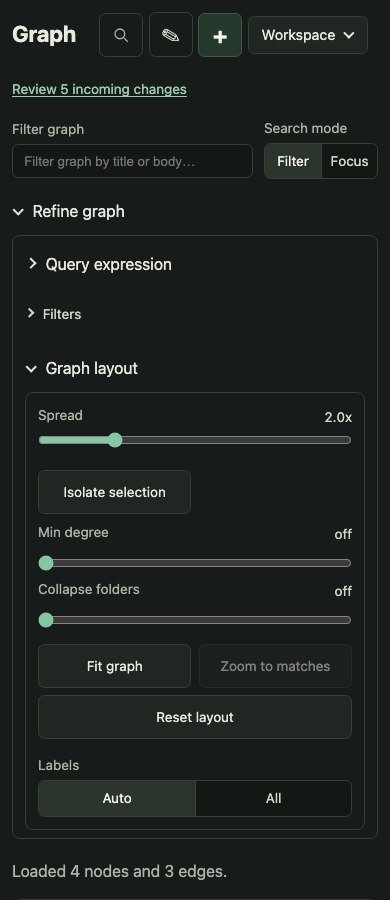 Graph
Workspace
Review 5 incoming changes
Filter graph
Search mode
Filter graph by title or body...
Filter
Focus
Refine graph
Query expression
Filters
Graph layout
Spread
2.0x
Isolate selection
Min degree
off
Collapse folders
off
Fit graph
Zoom to matches
Reset layout
Labels
Auto
All
Loaded 4 nodes and 3 edges.